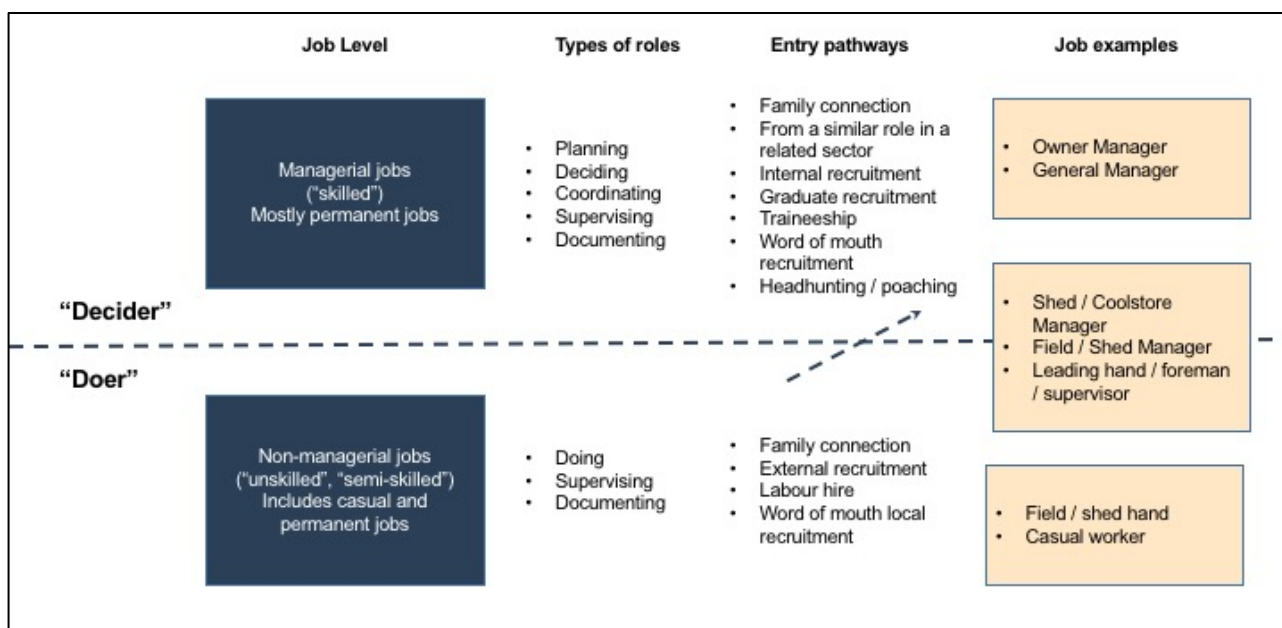 Job Level
Types of roles
Entry pathways
Job examples
Managerial jobs
(“skilled”)
Mostly permanent jobs
• Planning
• Deciding
• Coordinating
• Supervising
• Documenting
• Family connection
• From a similar role in a
related sector
• Internal recruitment
• Graduate recruitment
• Traineeship
• Word of mouth
recruitment
• Headhunting / poaching
• Owner Manager
• General Manager
“Decider”
• Shed / Coolstore
Manager
• Field / Shed Manager
• Leading hand / foreman
/ supervisor
“Doer”
Non-managerial jobs
(“unskilled”, “semi-skilled”)
Includes casual and
permanent jobs
• Doing
• Supervising
• Documenting
• Family connection
• External recruitment
• Labour hire
• Word of mouth local
recruitment
• Field / shed hand
• Casual worker